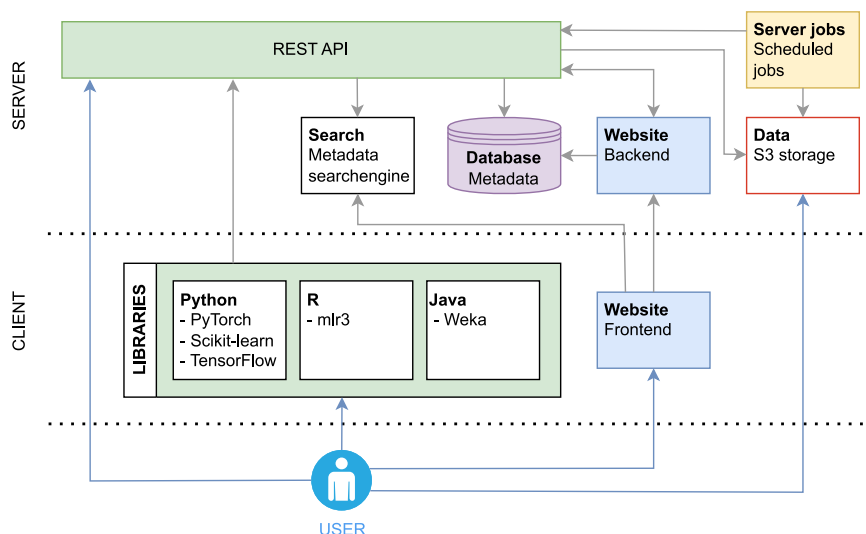 SERVER
REST API
Server jobs
Scheduled
jobs
Search
Metadata
searchengine
Database
Metadata
Website
Backend
Data
S3 storage
CLIENT
LIBRARIES
Python
- PyTorch
- Scikit-learn
- TensorFlow
R
- mlr3
Java
- Weka
Website
Frontend
USER